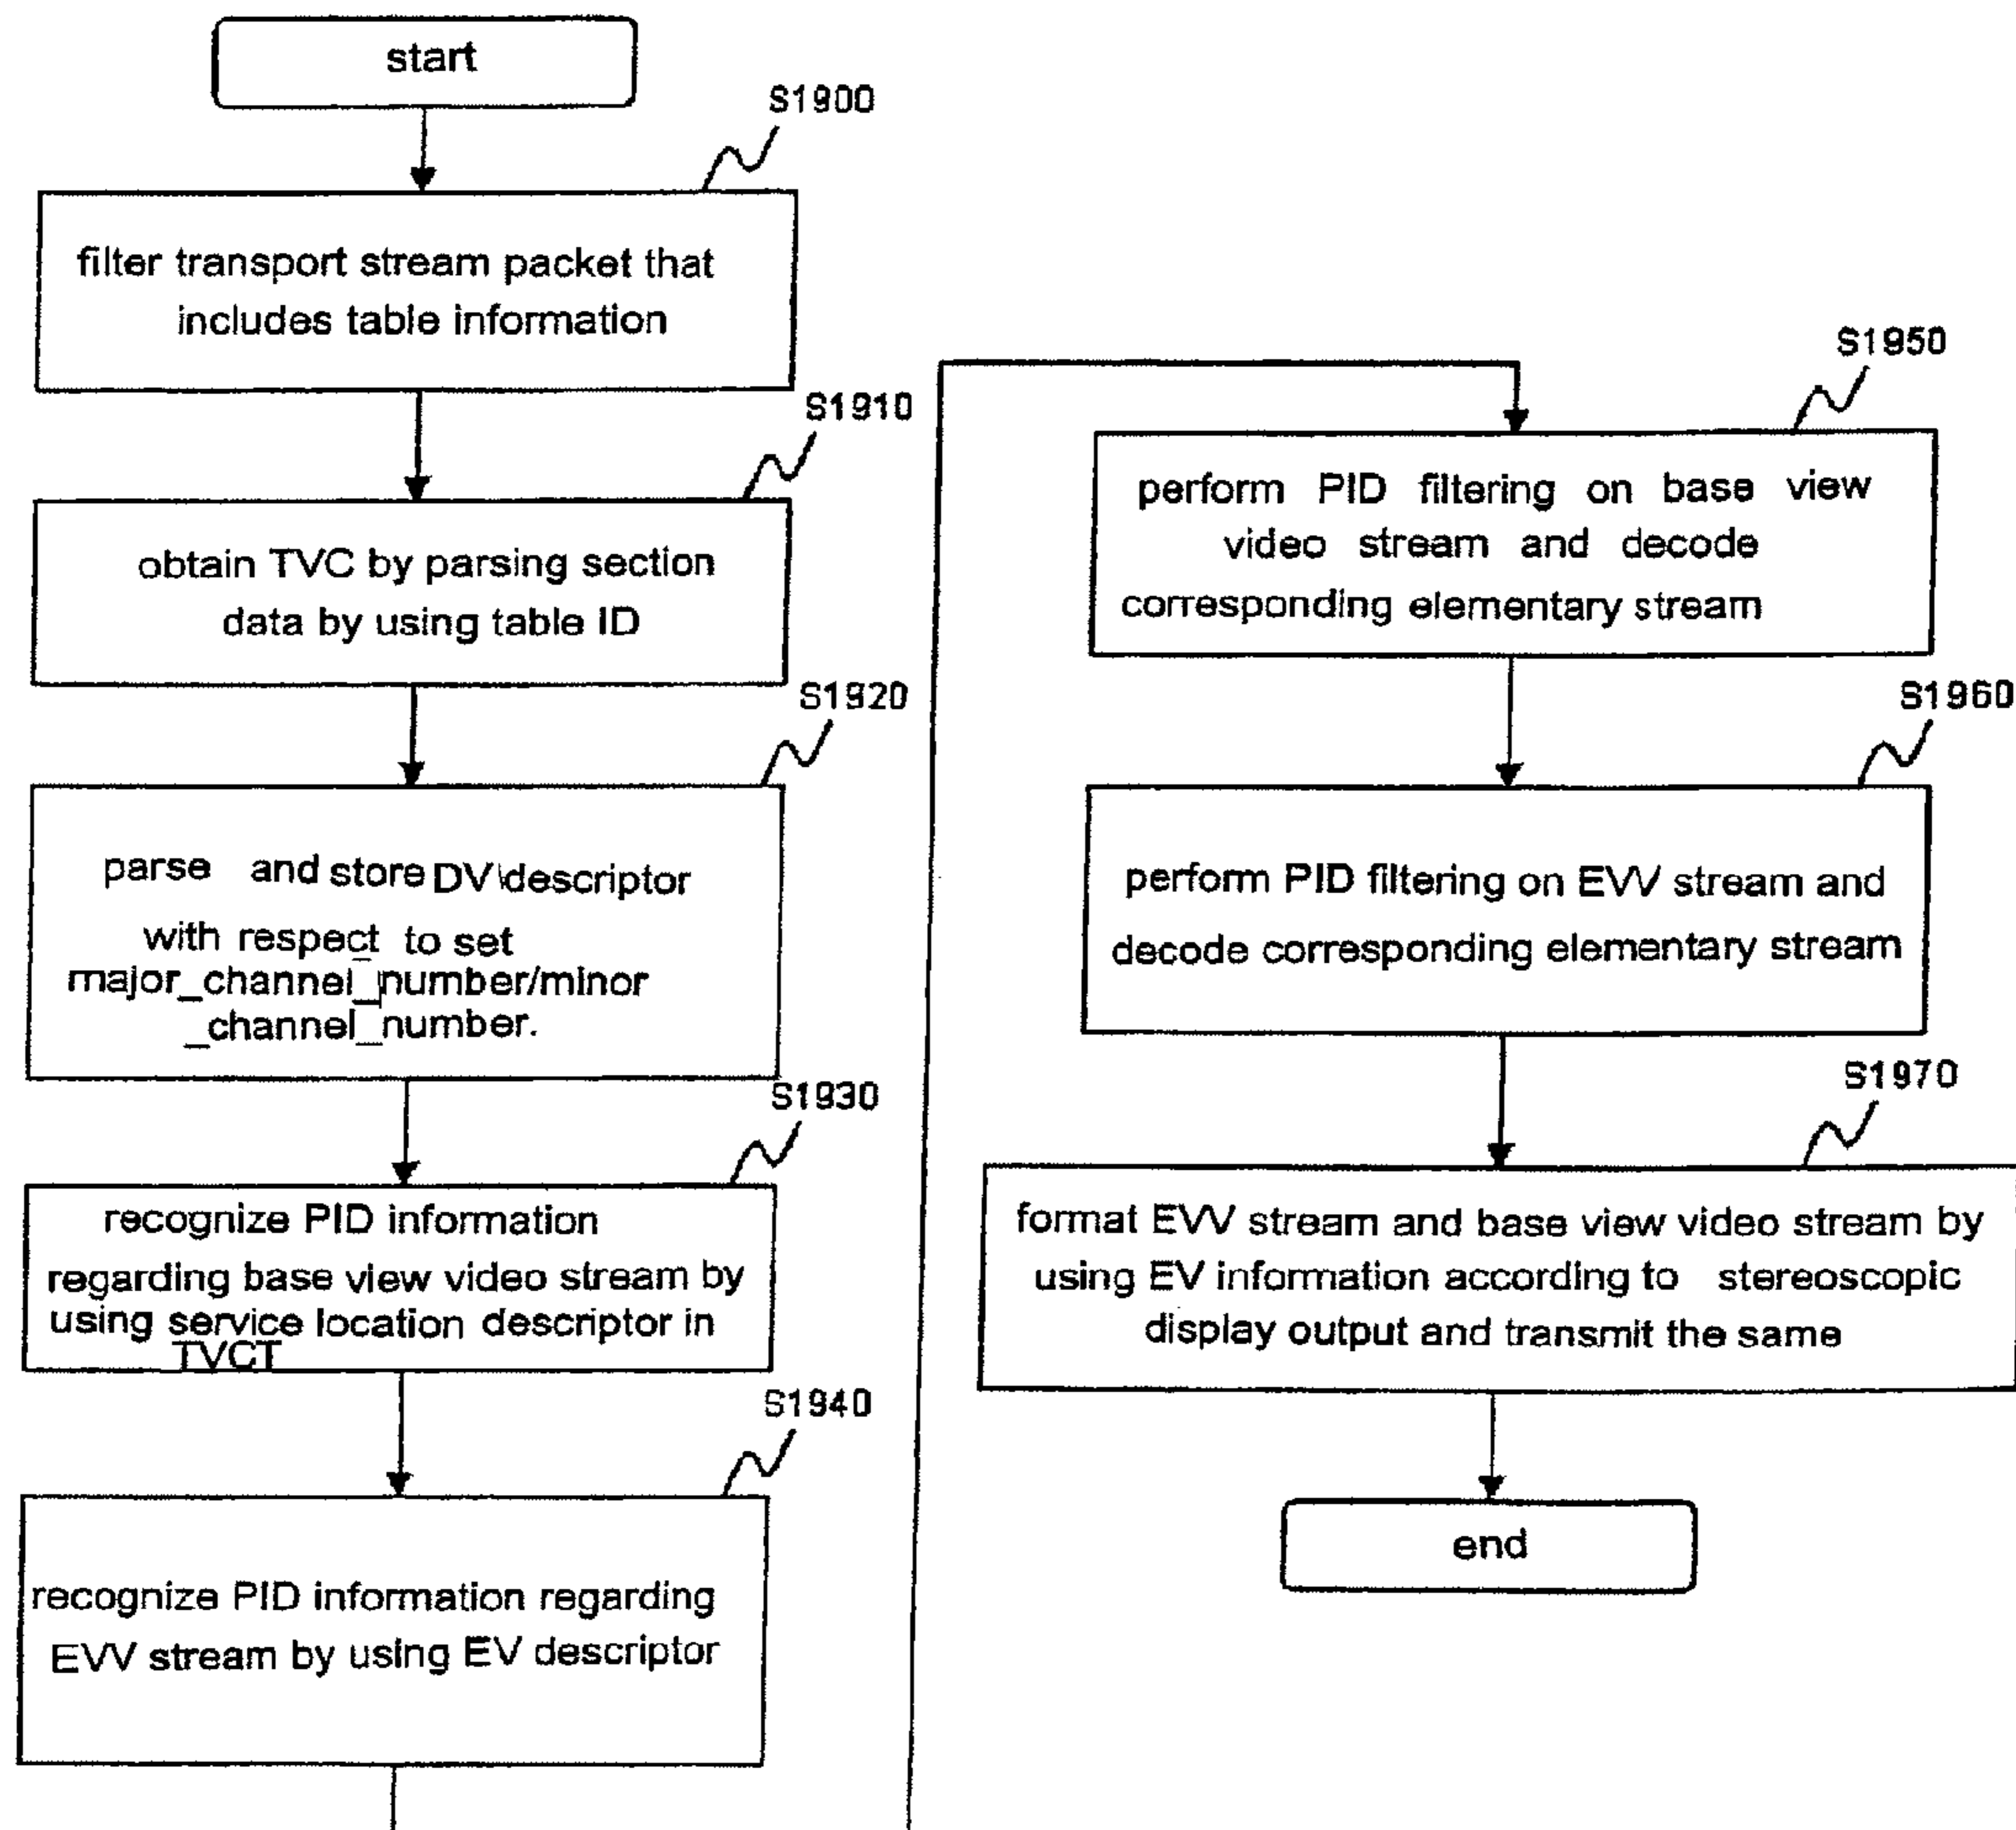 start
S1900
filter transport stream packet that
includes table information
S1910
obtain TVC by parsing section
data by using table ID
S1920
parse and store DV descriptor
with respect to set
major_channel_number/minor
_channel_number.
S1930
recognize PID information
regarding base view video stream by
using service location descriptor in
TVCT
S1940
recognize PID information regarding
EVV stream by using EV descriptor
S1950
perform PID filtering on base view
video stream and decode
corresponding elementary stream
S1960
perform PID filtering on EVV stream and
decode corresponding elementary stream
S1970
format EVV stream and base view video stream by
using EV information according to stereoscopic
display output and transmit the same
end